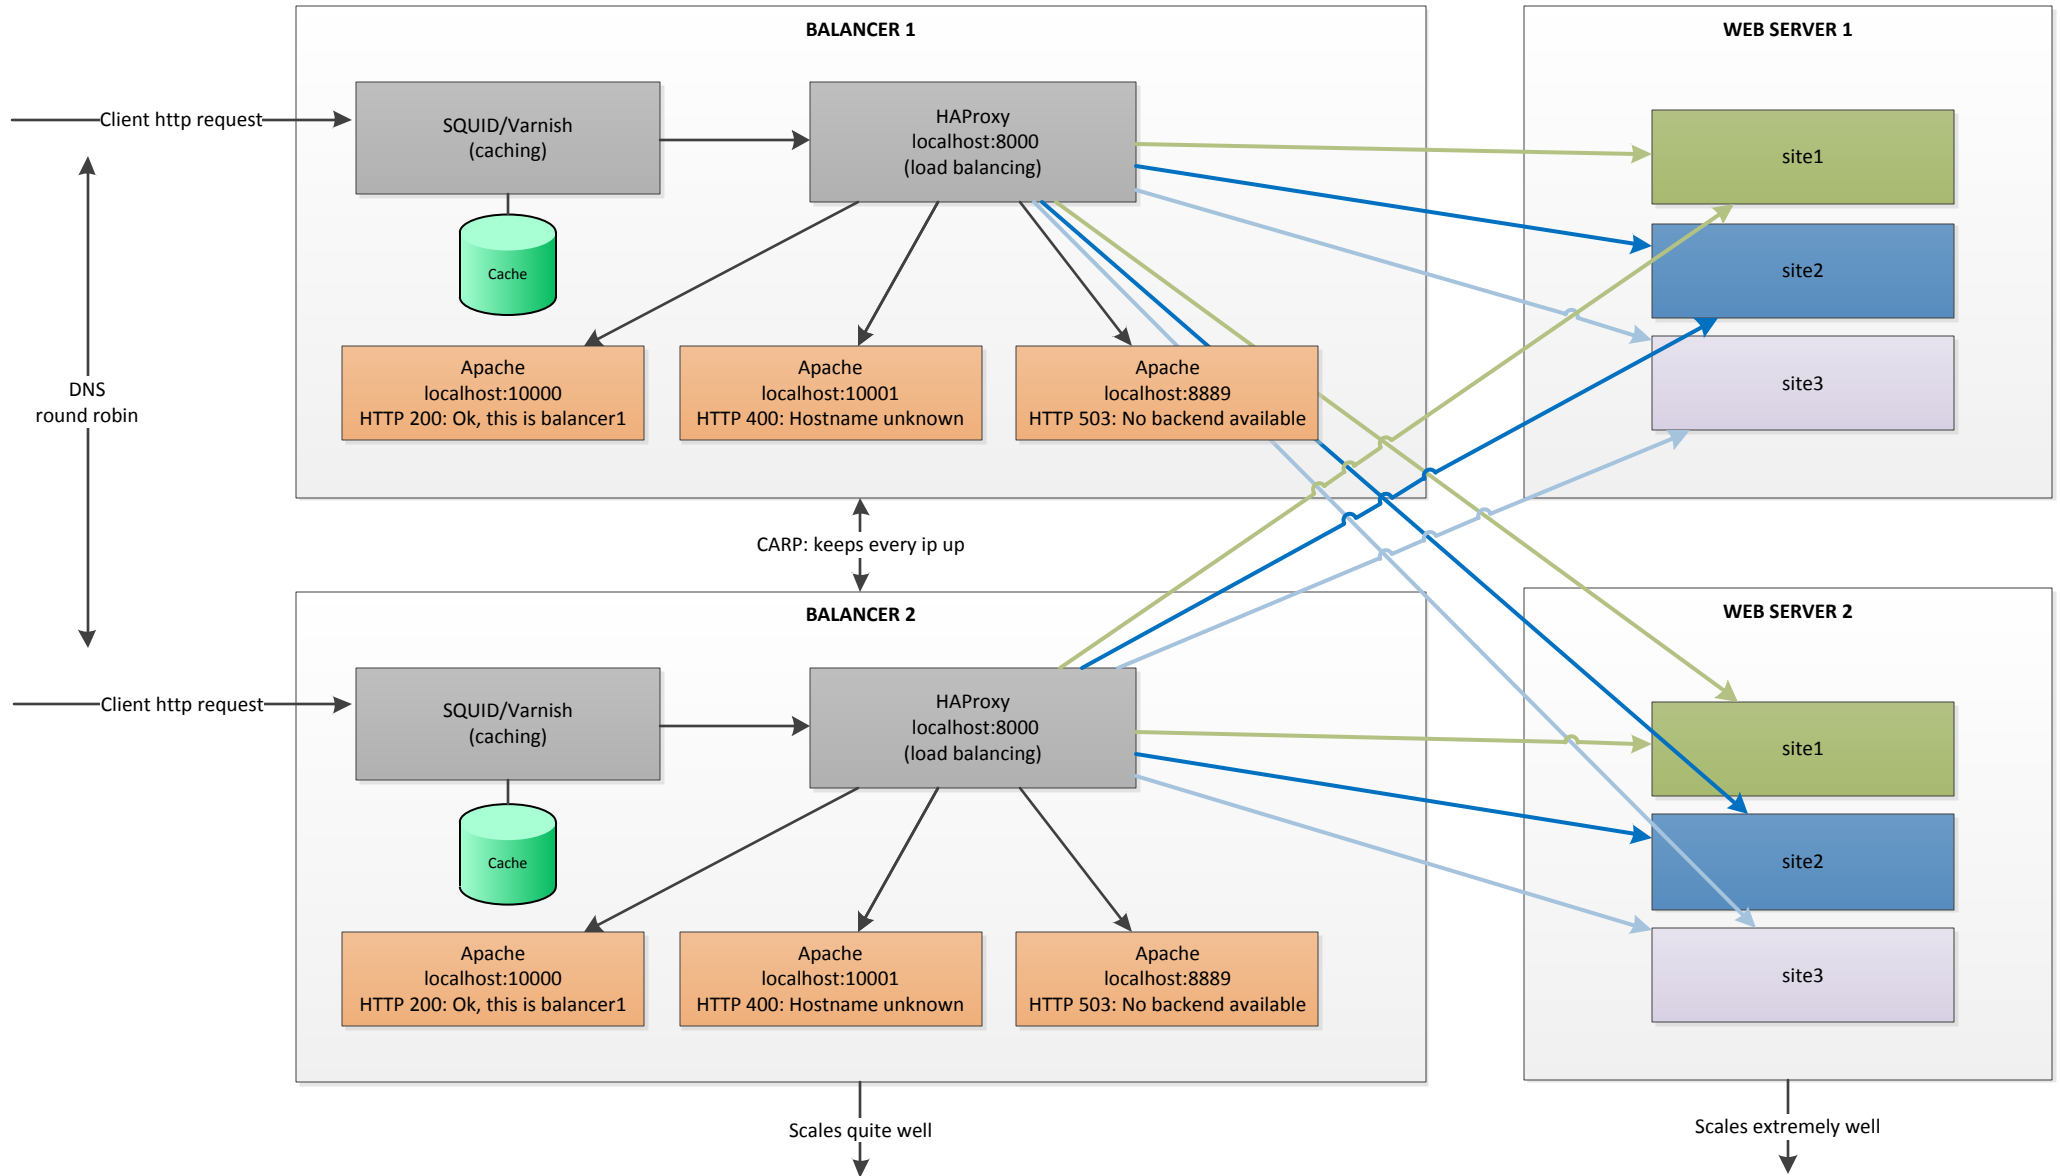 BALANCER 1
WEB SERVER 1
Client http request
SQUID/Varnish
(caching)
HAProxy
localhost:8000
(load balancing)
site1
site2
site3
Cache
Apache
localhost:10000
HTTP 200: Ok, this is balancer1
Apache
localhost:10001
HTTP 400: Hostname unknown
Apache
localhost:8889
HTTP 503: No backend available
DNS
round robin
CARP: keeps every ip up
BALANCER 2
WEB SERVER 2
Client http request
SQUID/Varnish
(caching)
HAProxy
localhost:8000
(load balancing)
site1
site2
site3
Cache
Apache
localhost:10000
HTTP 200: Ok, this is balancer1
Apache
localhost:10001
HTTP 400: Hostname unknown
Apache
localhost:8889
HTTP 503: No backend available
Scales quite well
Scales extremely well